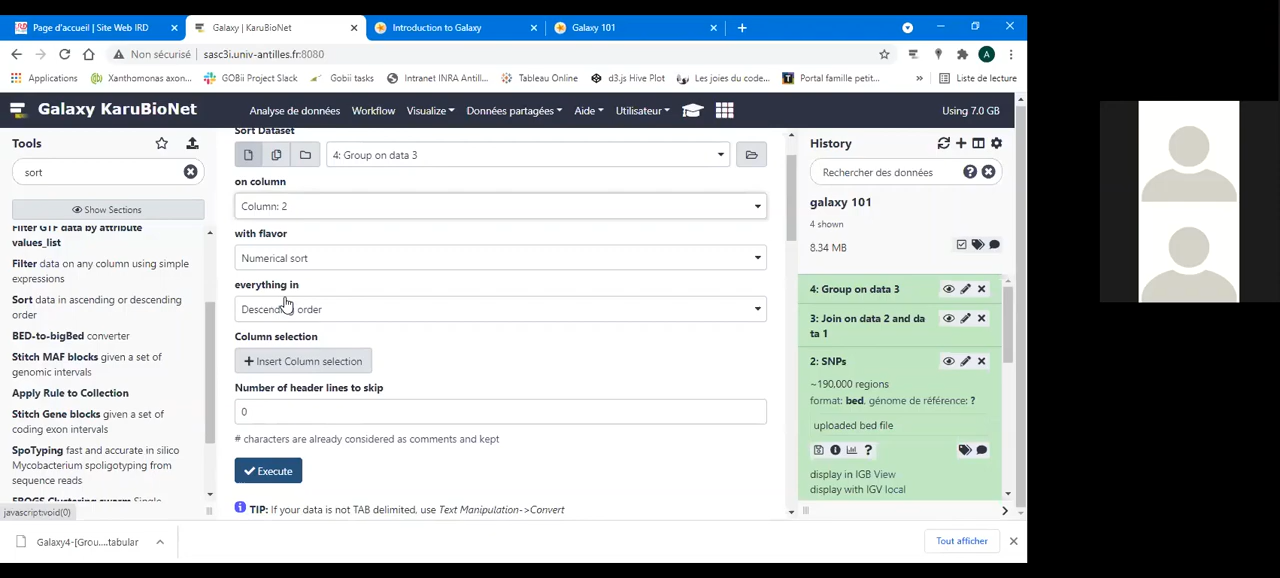 Page d'accueil | Site Web IRD
Galaxy | KaruBioNet
Introduction to Galaxy
Galaxy 101
Non sécurisé
sasc3i.univ-antilles.fr:8080
A
Applications
Xanthomonas axon...
GOBii Project Slack
Gobii tasks
Intranet INRA Antill...
Tableau Online
d3.js Hive Plot
Les joies du code...
Portal famille petit...
»
Liste de lecture
Galaxy KaruBioNet
Analyse de données
Workflow
Visualize
Données partagées
Aide
Utilisateur
Using 7.0 GB
Tools
sort
Show Sections
Filter GTF data by attribute
values_list
Filter data on any column using simple
expressions
Sort data in ascending or descending
order
BED-to-bigBed converter
Stitch MAF blocks given a set of
genomic intervals
Apply Rule to Collection
Stitch Gene blocks given a set of
coding exon intervals
SpoTyping fast and accurate in silico
Mycobacterium spoligotyping from
sequence reads
FROGS Clustering swarm Single
javascript:void(0)
Sort Dataset
4: Group on data 3
on column
Column: 2
with flavor
Numerical sort
everything in
Descending order
Column selection
+ Insert Column selection
Number of header lines to skip
0
# characters are already considered as comments and kept
Execute
TIP: If your data is not TAB delimited, use Text Manipulation->Convert
History
Rechercher des données
galaxy 101
4 shown
8.34 MB
4: Group on data 3
3: Join on data 2 and da
ta 1
2: SNPs
~190,000 regions
format: bed, génome de référence: ?
uploaded bed file
display in IGB View
display with IGV local
Galaxy4-[Grou....tabular
Tout afficher